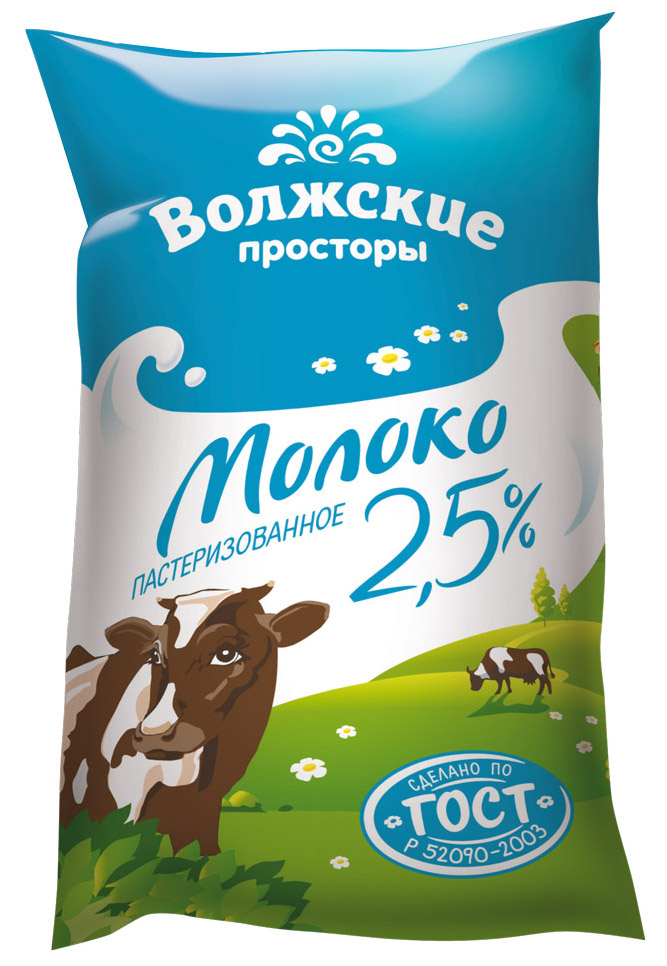 Волжские
просторы
Молоко
пастеризованное
2,5%
СДЕЛАНО ПО
ГОСТ
Р 52090-2003